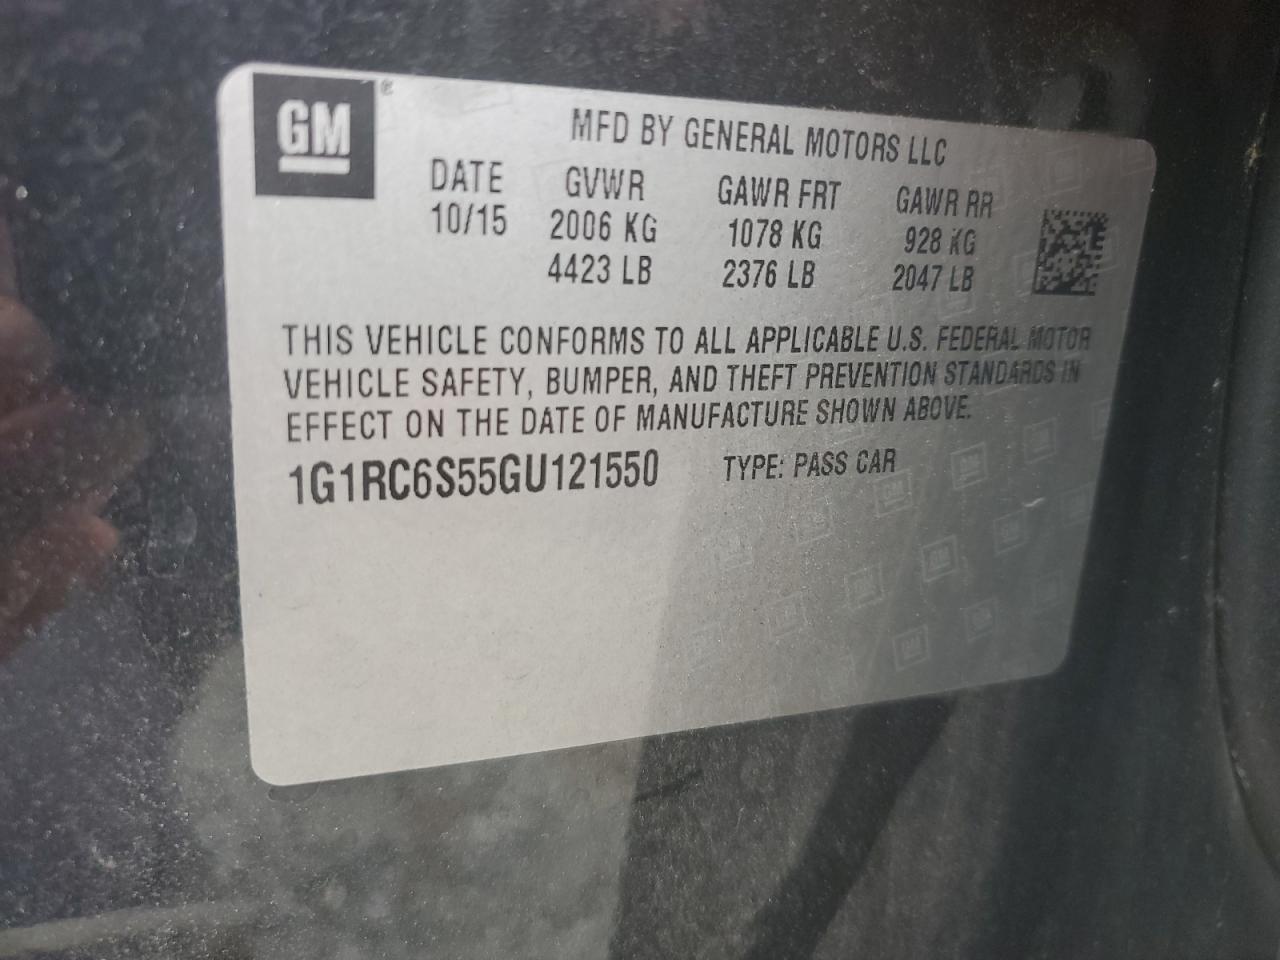 GM®
MFD BY GENERAL MOTORS LLC
DATE GVWR GAWR FRT GAWR RR
10/15 2006 KG 1078 KG 928 KG
4423 LB 2376 LB 2047 LB
THIS VEHICLE CONFORMS TO ALL APPLICABLE U.S. FEDERAL MOTOR
VEHICLE SAFETY, BUMPER, AND THEFT PREVENTION STANDARDS IN
EFFECT ON THE DATE OF MANUFACTURE SHOWN ABOVE.
1G1RC6S55GU121550 TYPE: PASS CAR